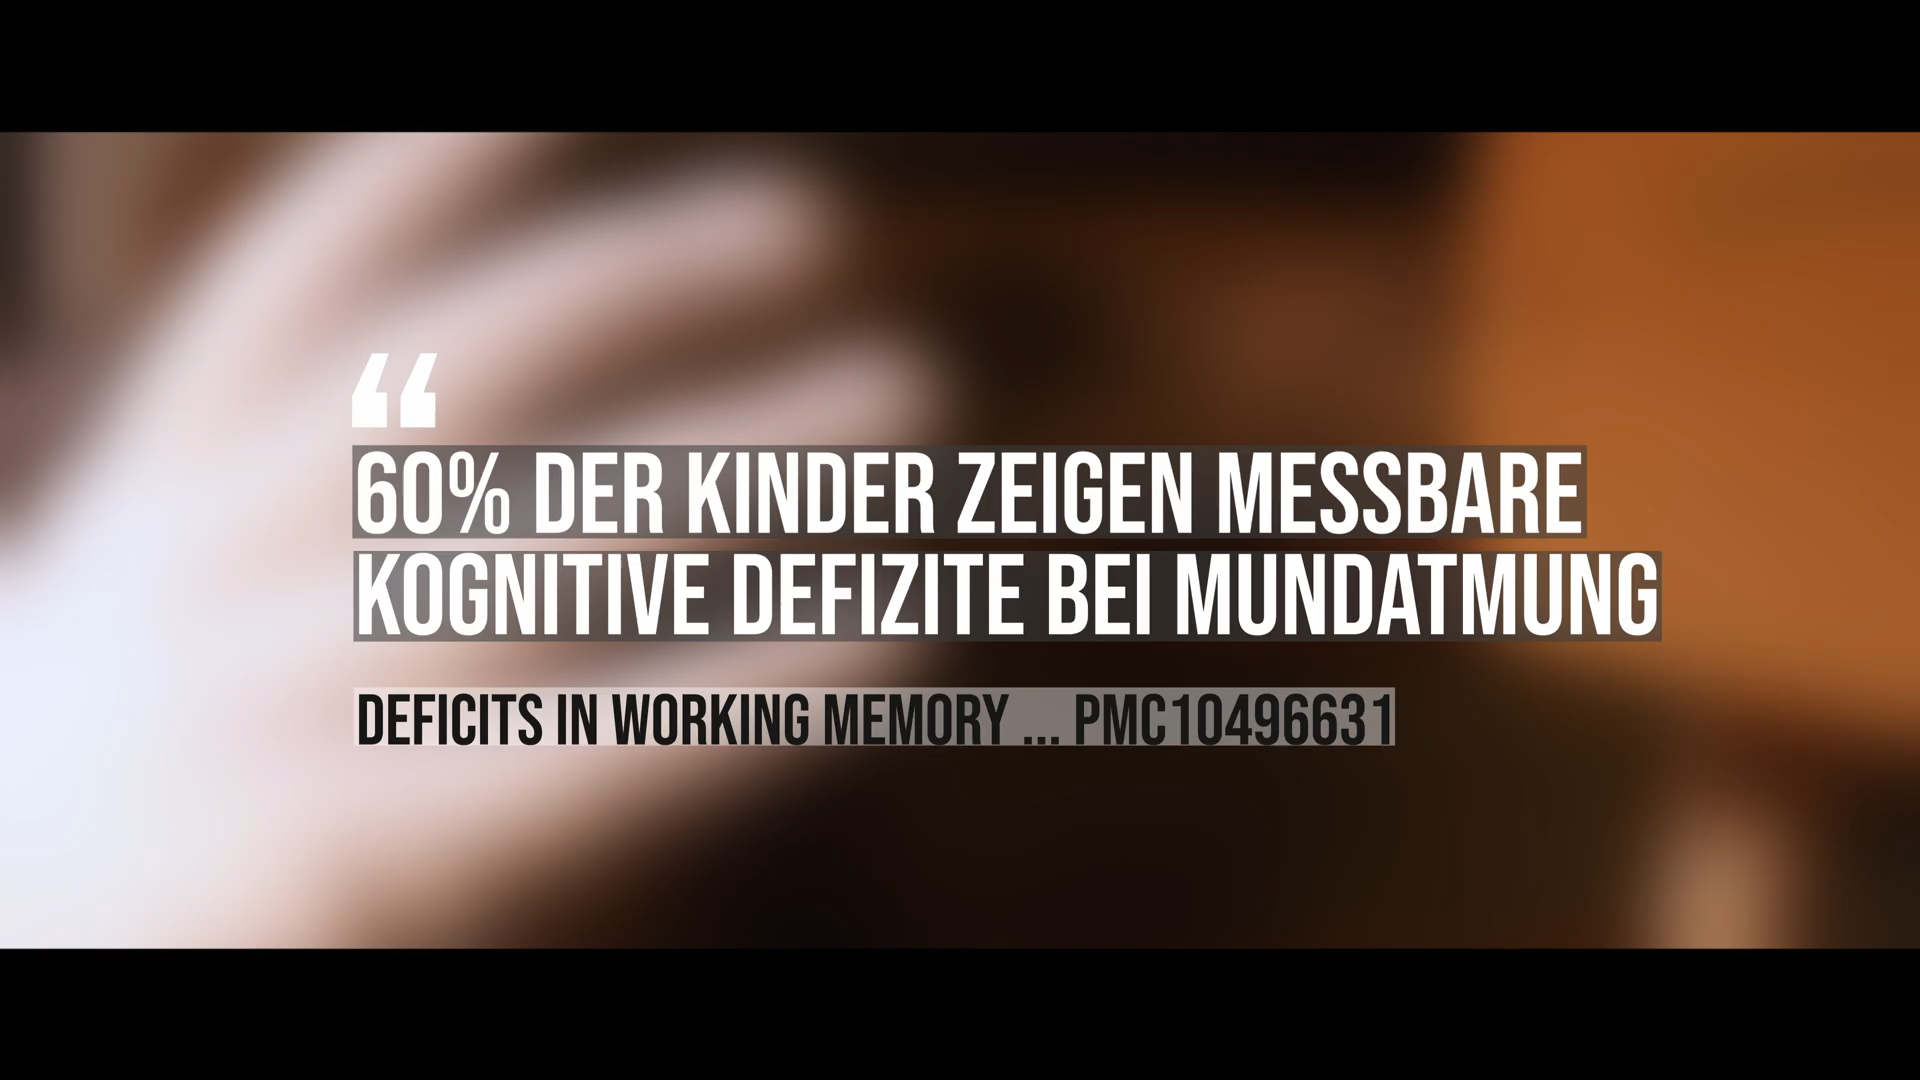 “
60% DER KINDER ZEIGEN MESSBARE
KOGNITIVE DEFIZITE BEI MUNDATMUNG
DEFICITS IN WORKING MEMORY ... PMC10496631